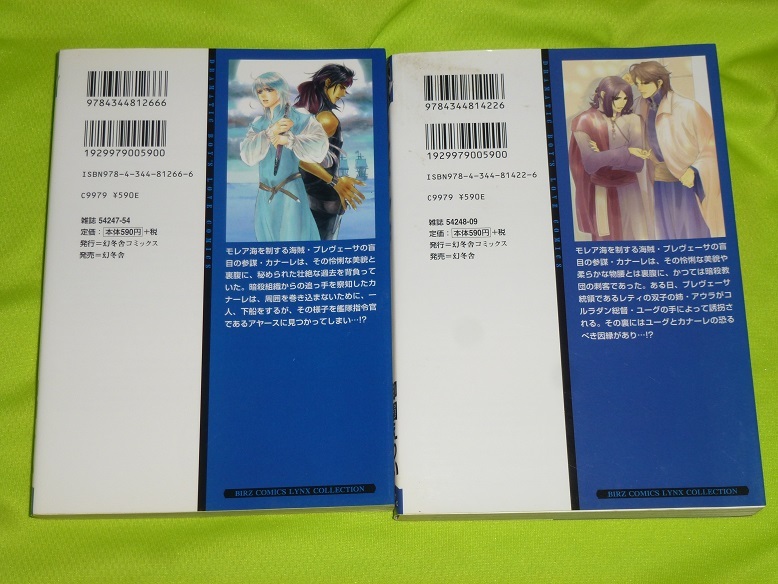 9784344812666
1929979005900
ISBN978-4-344-81266-6
C9979 ¥590E
雑誌 54247-54
定価：本体590円+税
発行＝幻冬舎コミックス
発売＝幻冬舎
DRAMATIC BOY'S LOVE COMICS
モレア海を制する海賊・プレヴェーサの盲
目の参謀・カナーレは、その怜悧な美貌と
裏腹に、秘められた壮絶な過去を背負って
いた。暗殺組織からの追っ手を察知したカ
ナーレは、周囲を巻き込まないために、一
人、下船をするが、その様子を艦隊指令官
であるアヤースに見つかってしまい…!?
BIRZ COMICS LYNX COLLECTION
9784344814226
1929979005900
ISBN978-4-344-81422-6
C9979 ¥590E
雑誌 54248-09
定価：本体590円+税
発行＝幻冬舎コミックス
発売＝幻冬舎
DRAMATIC BOY'S LOVE COMICS
モレア海を制する海賊・プレヴェーサの盲
目の参謀・カナーレは、その怜悧な美貌や
柔らかな物腰とは裏腹に、かつては暗殺教
団の刺客であった。ある日、プレヴェーサ
統領であるレティの双子の姉・アウラがコ
ルラダン総督・ユーグの手によって誘拐さ
れる。その裏にはユーグとカナーレの恐る
べき因縁があり…!?
BIRZ COMICS LYNX COLLECTION